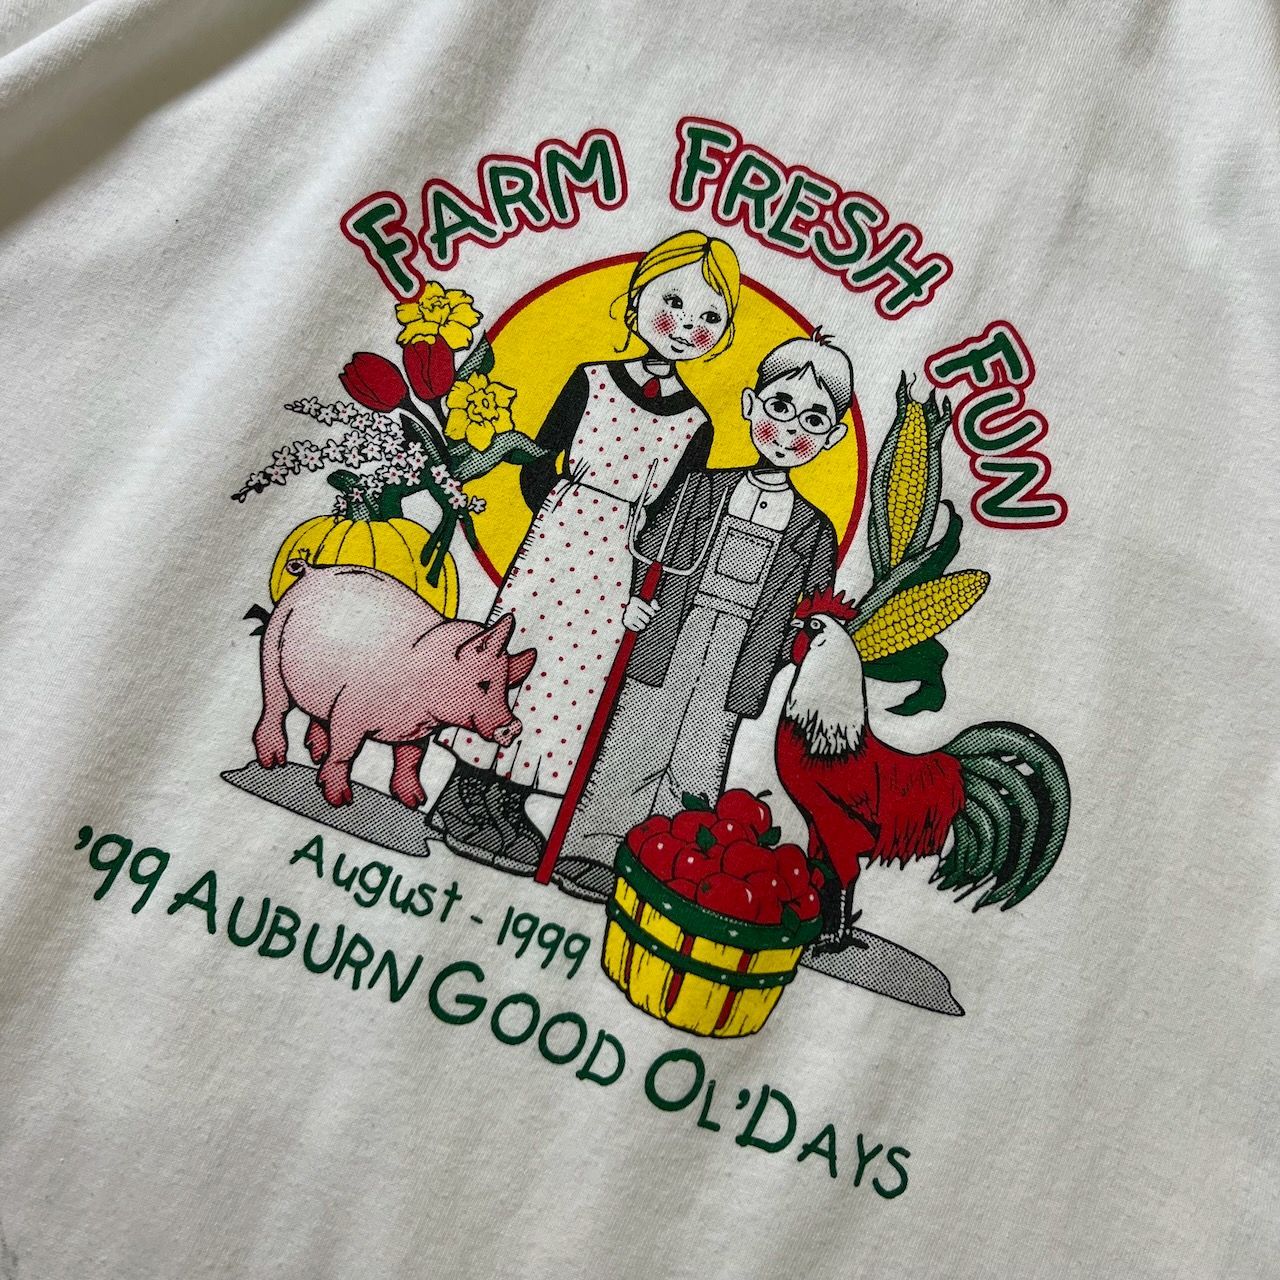 FARM FRESH FUN
August - 1999
'99 AUBURN GOOD OL' DAYS